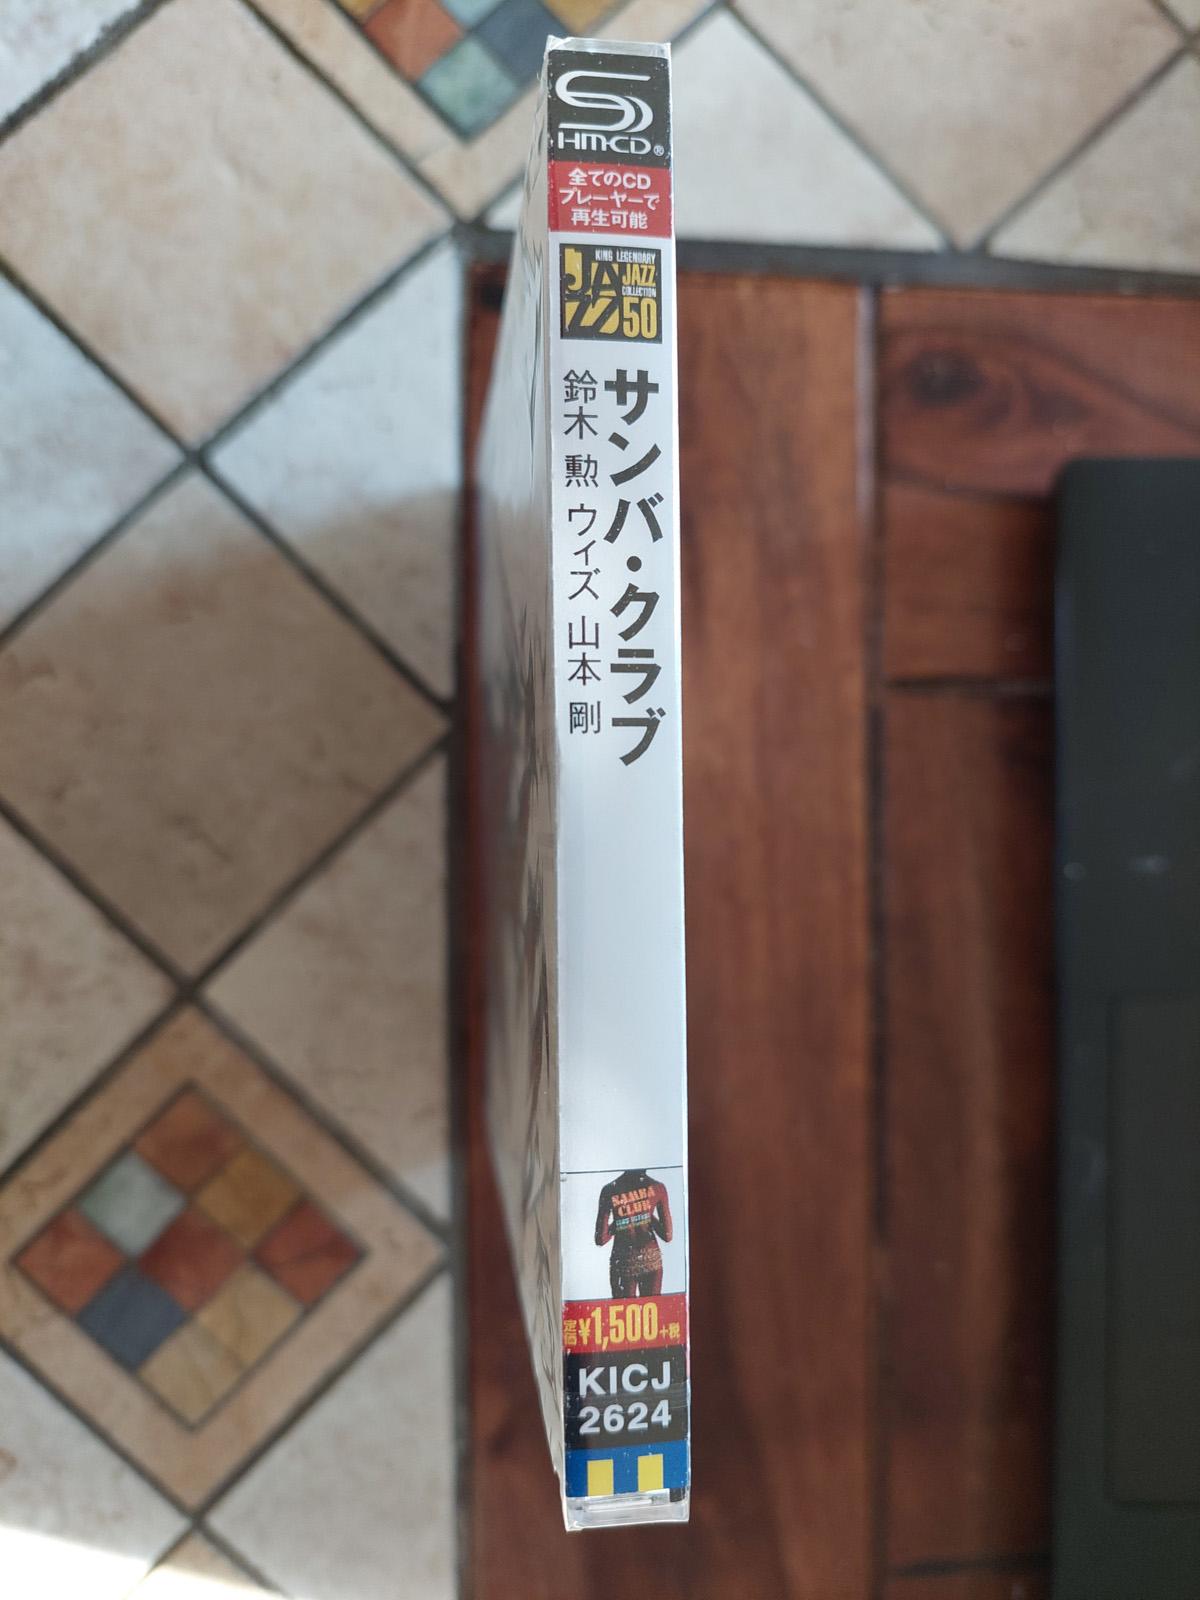 SHM-CD®
全てのCD
プレーヤーで
再生可能
KING LEGENDARY
JAZZ
JAZZ
COLLECTION
50
サンバ・クラブ
鈴木 勲 ウィズ 山本 剛
SAMBA
CLUB
定価¥1,500+税
KICJ
2624